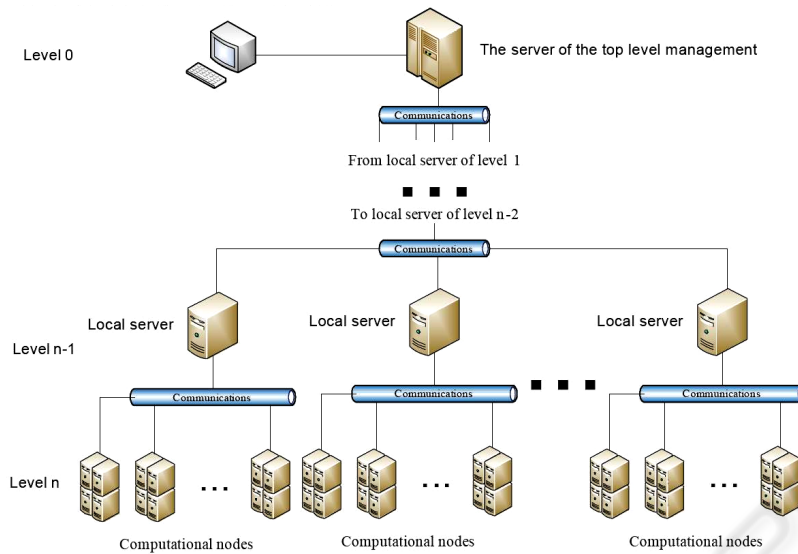 Level 0
The server of the top level management
Communications
From local server of level 1
To local server of level n-2
Communications
Local server
Local server
Local server
Level n-1
Communications
Communications
Communications
Level n
Computational nodes
Computational nodes
Computational nodes